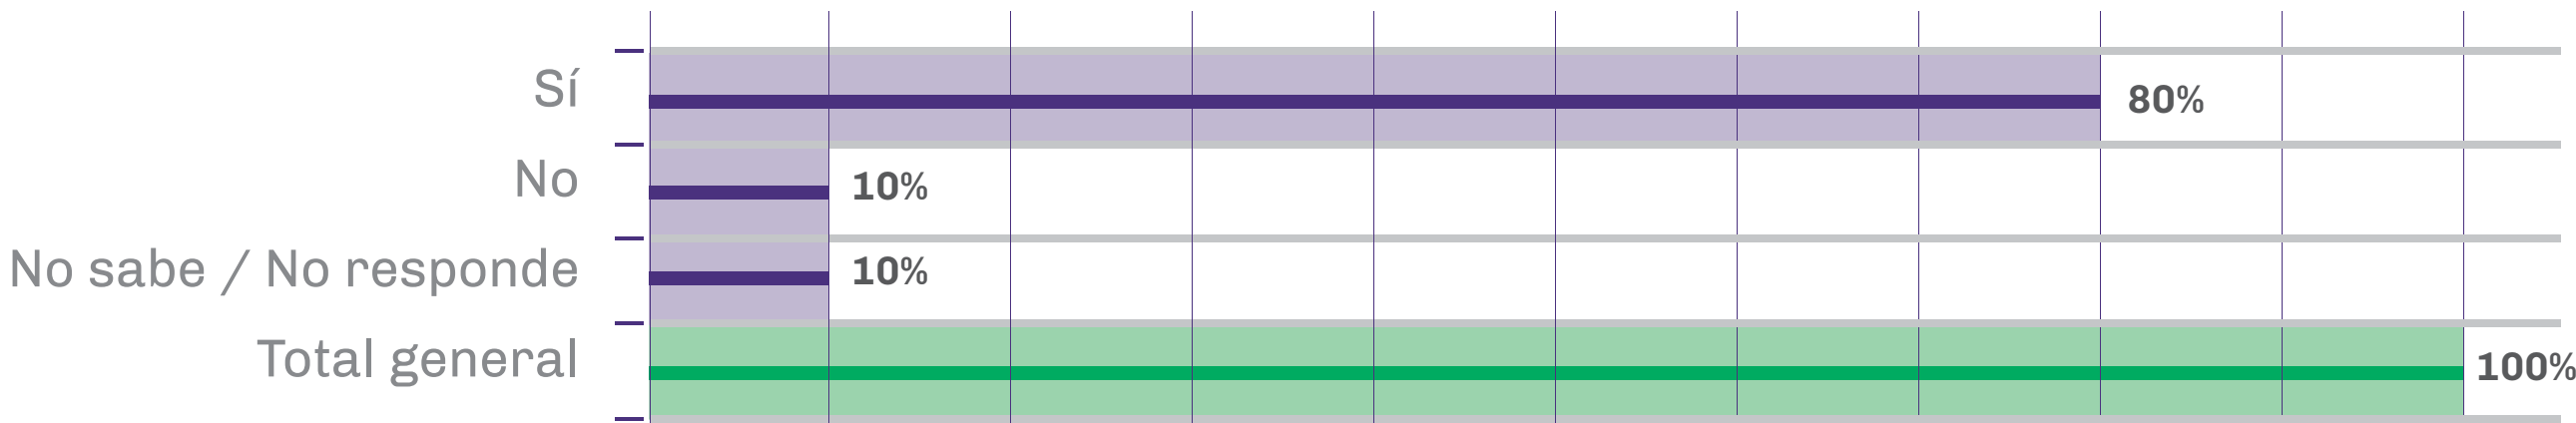 Sí
80%
No
10%
No sabe / No responde
10%
Total general
100%